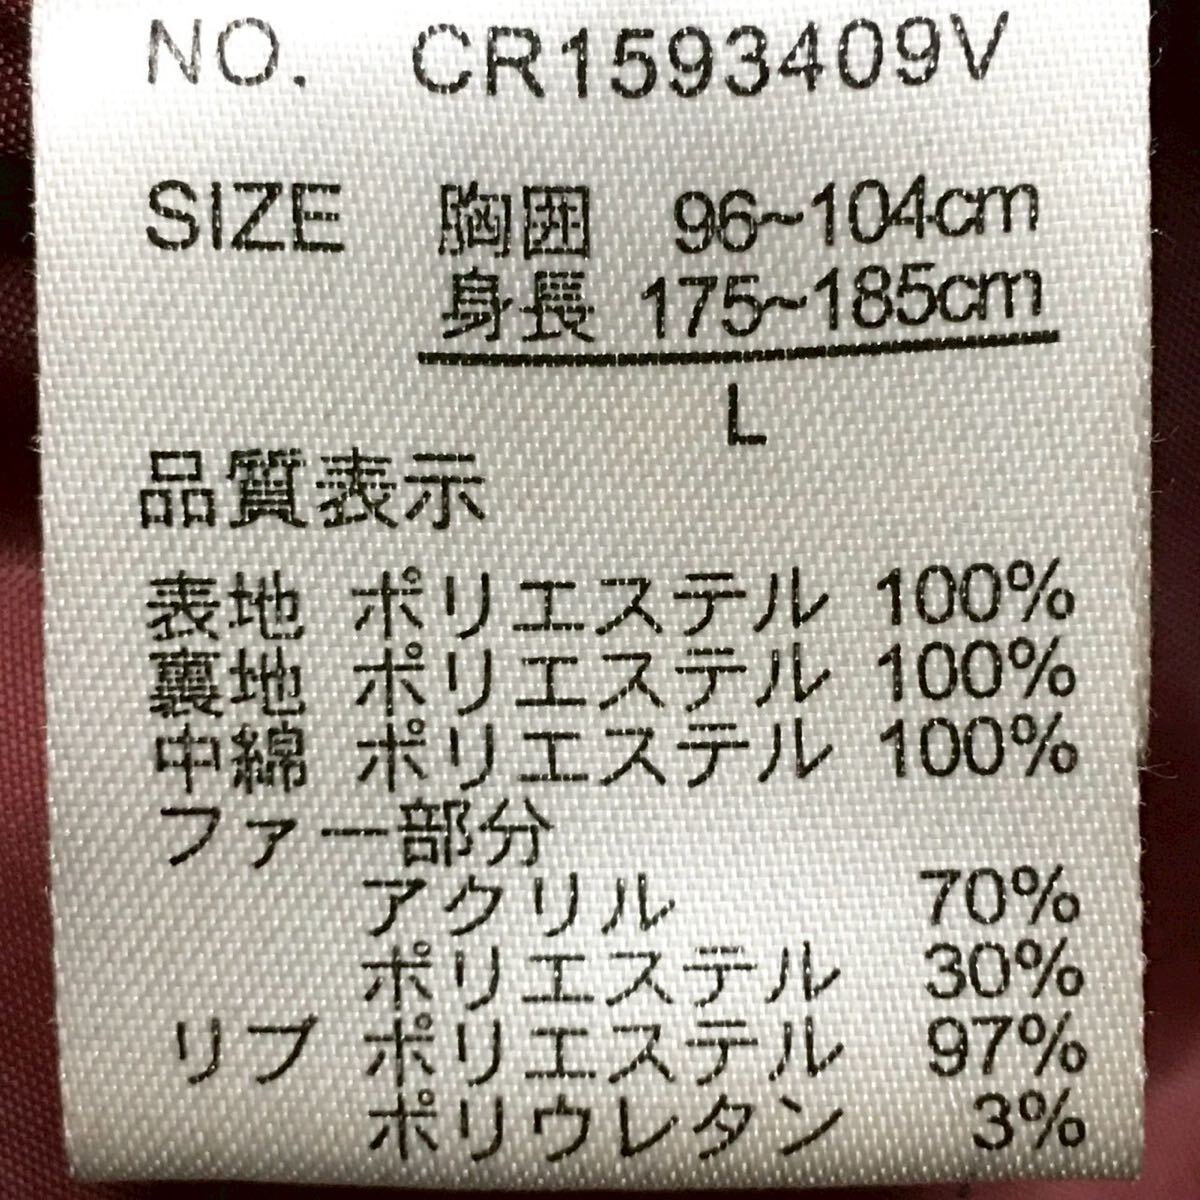 NO. CR1593409V
SIZE 胸囲 96~104cm
身長 175~185cm
L
品質表示
表地 ポリエステル 100%
裏地 ポリエステル 100%
中綿 ポリエステル 100%
ファー部分
アクリル 70%
ポリエステル 30%
リブ ポリエステル 97%
ポリウレタン 3%